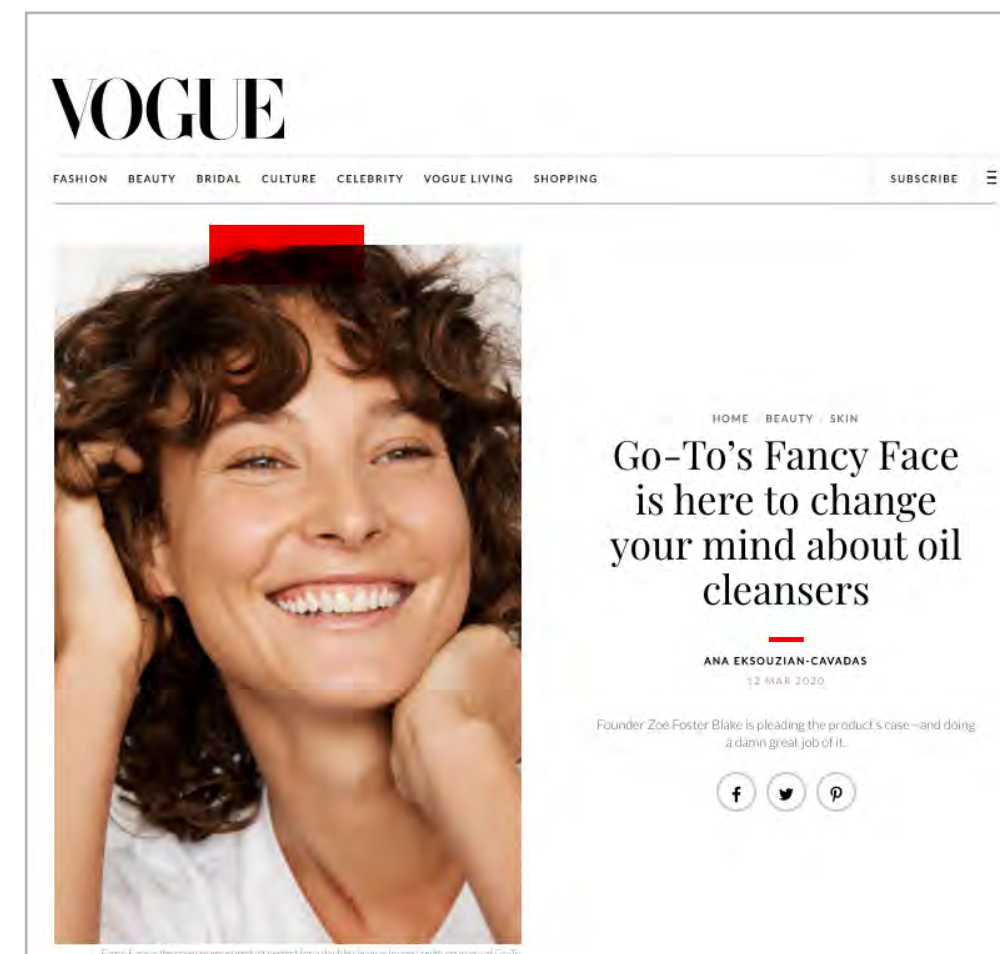 VOGUE
FASHION BEAUTY BRIDAL CULTURE CELEBRITY VOGUE LIVING SHOPPING SUBSCRIBE
HOME / BEAUTY / SKIN
Go-To’s Fancy Face
is here to change
your mind about oil
cleansers
ANA EKSOUZIAN-CAVADAS
12 MAR 2020
Founder Zoë Foster Blake is pleading the product's case—and doing
a damn great job of it.